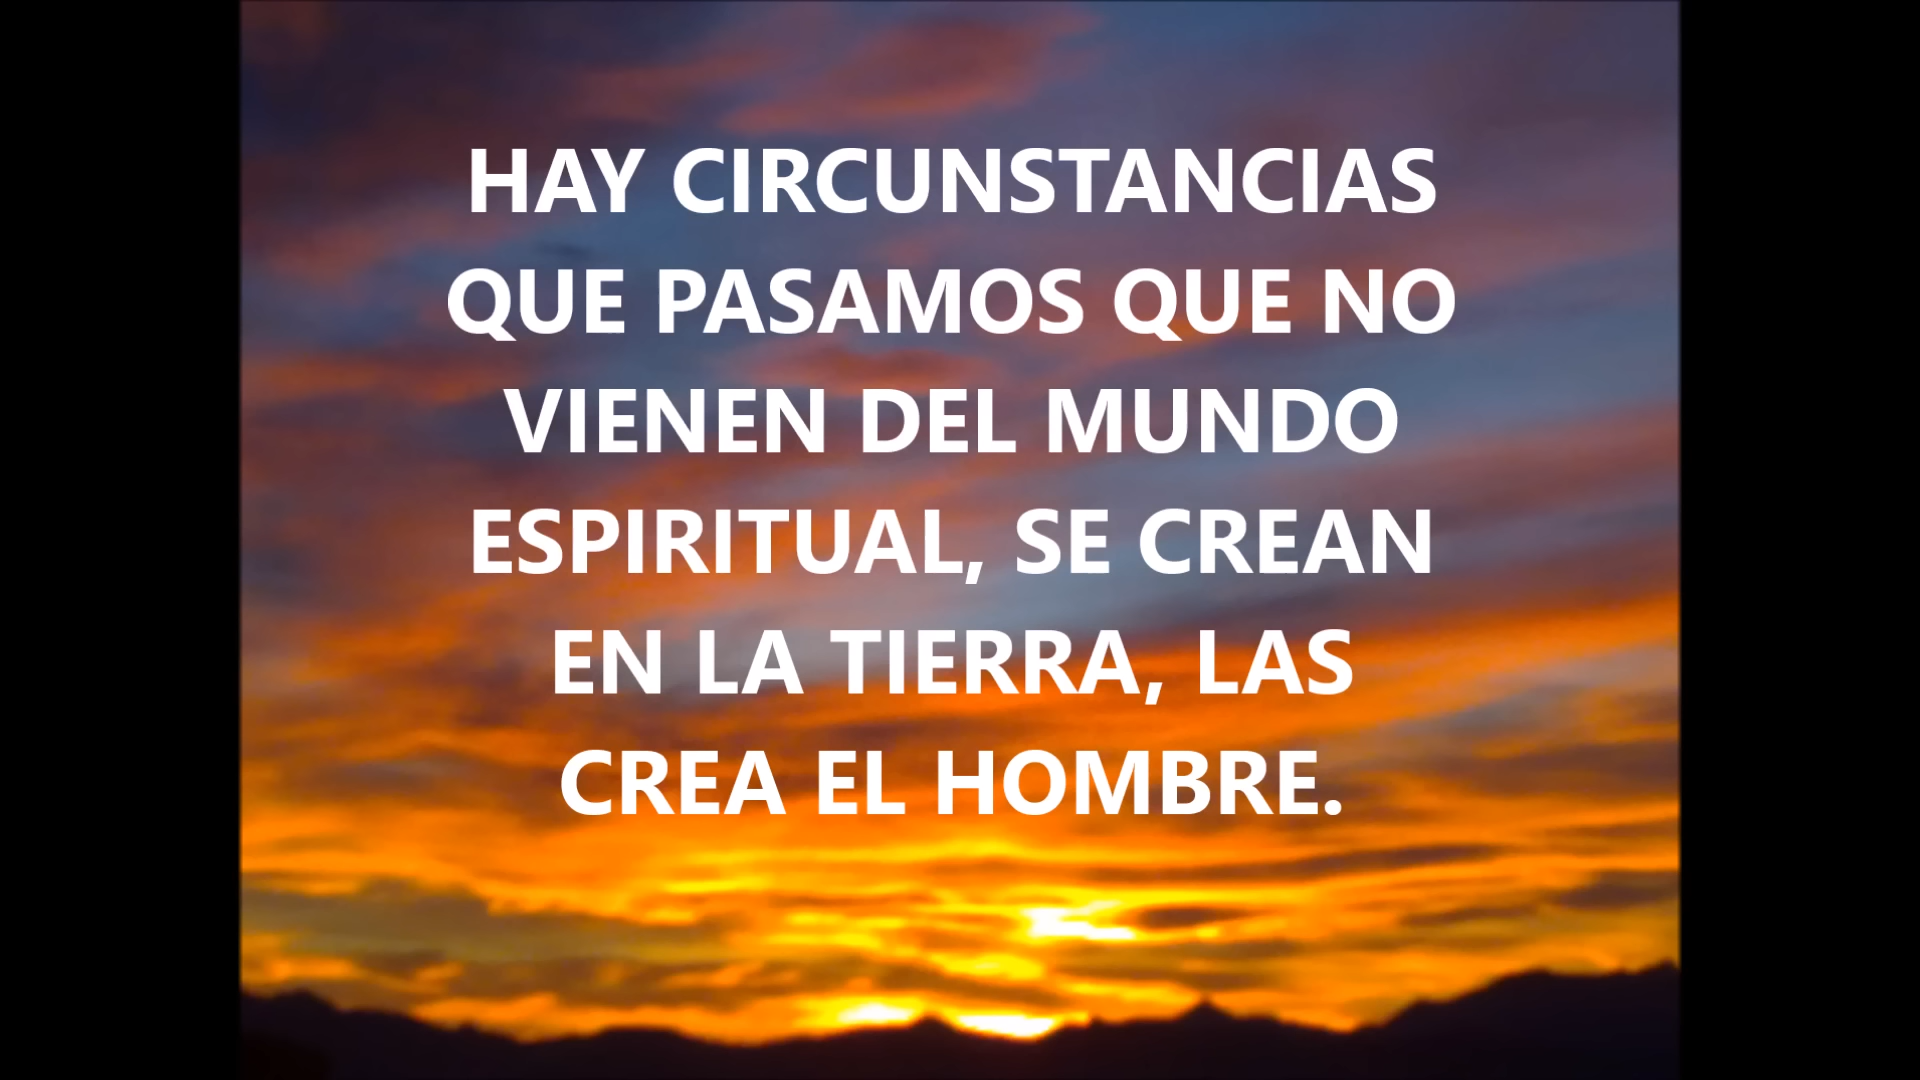 HAY CIRCUNSTANCIAS
QUE PASAMOS QUE NO
VIENEN DEL MUNDO
ESPIRITUAL, SE CREAN
EN LA TIERRA, LAS
CREA EL HOMBRE.